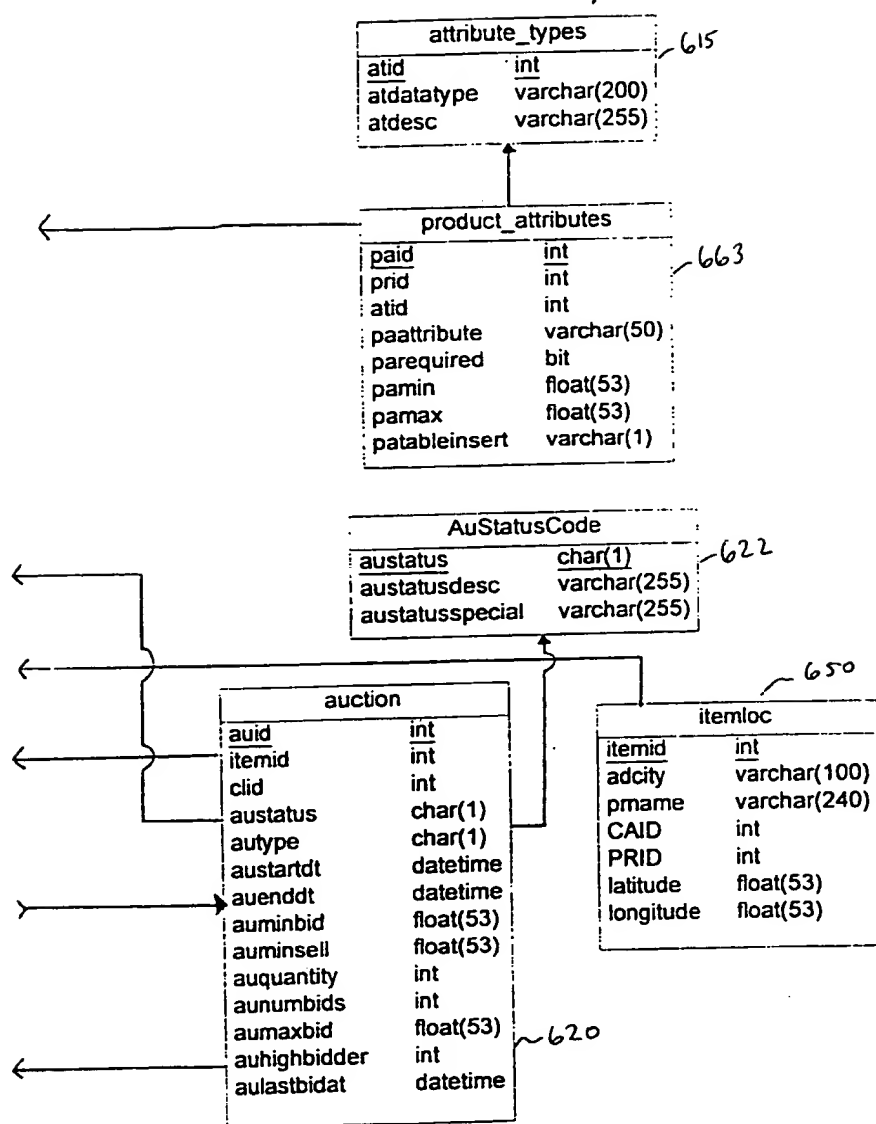 attribute_types
615
atid int
atdatatype varchar(200)
atdesc varchar(255)
product_attributes
paid int
663
prid int
atid int
paattribute varchar(50)
parequired bit
pamin float(53)
pamax float(53)
patableinsert varchar(1)
AuStatusCode
austatus char(1)
622
austatusdesc varchar(255)
austatusspecial varchar(255)
650
auction
itemloc
auid int
itemid int
clid int
austatus char(1)
autype char(1)
austartdt datetime
auenddt datetime
auminbid float(53)
auminsell float(53)
auquantity int
aunumbids int
aumaxbid float(53)
auhighbidder int
aulastbidat datetime
620
itemid int
adcity varchar(100)
prname varchar(240)
CAID int
PRID int
latitude float(53)
longitude float(53)